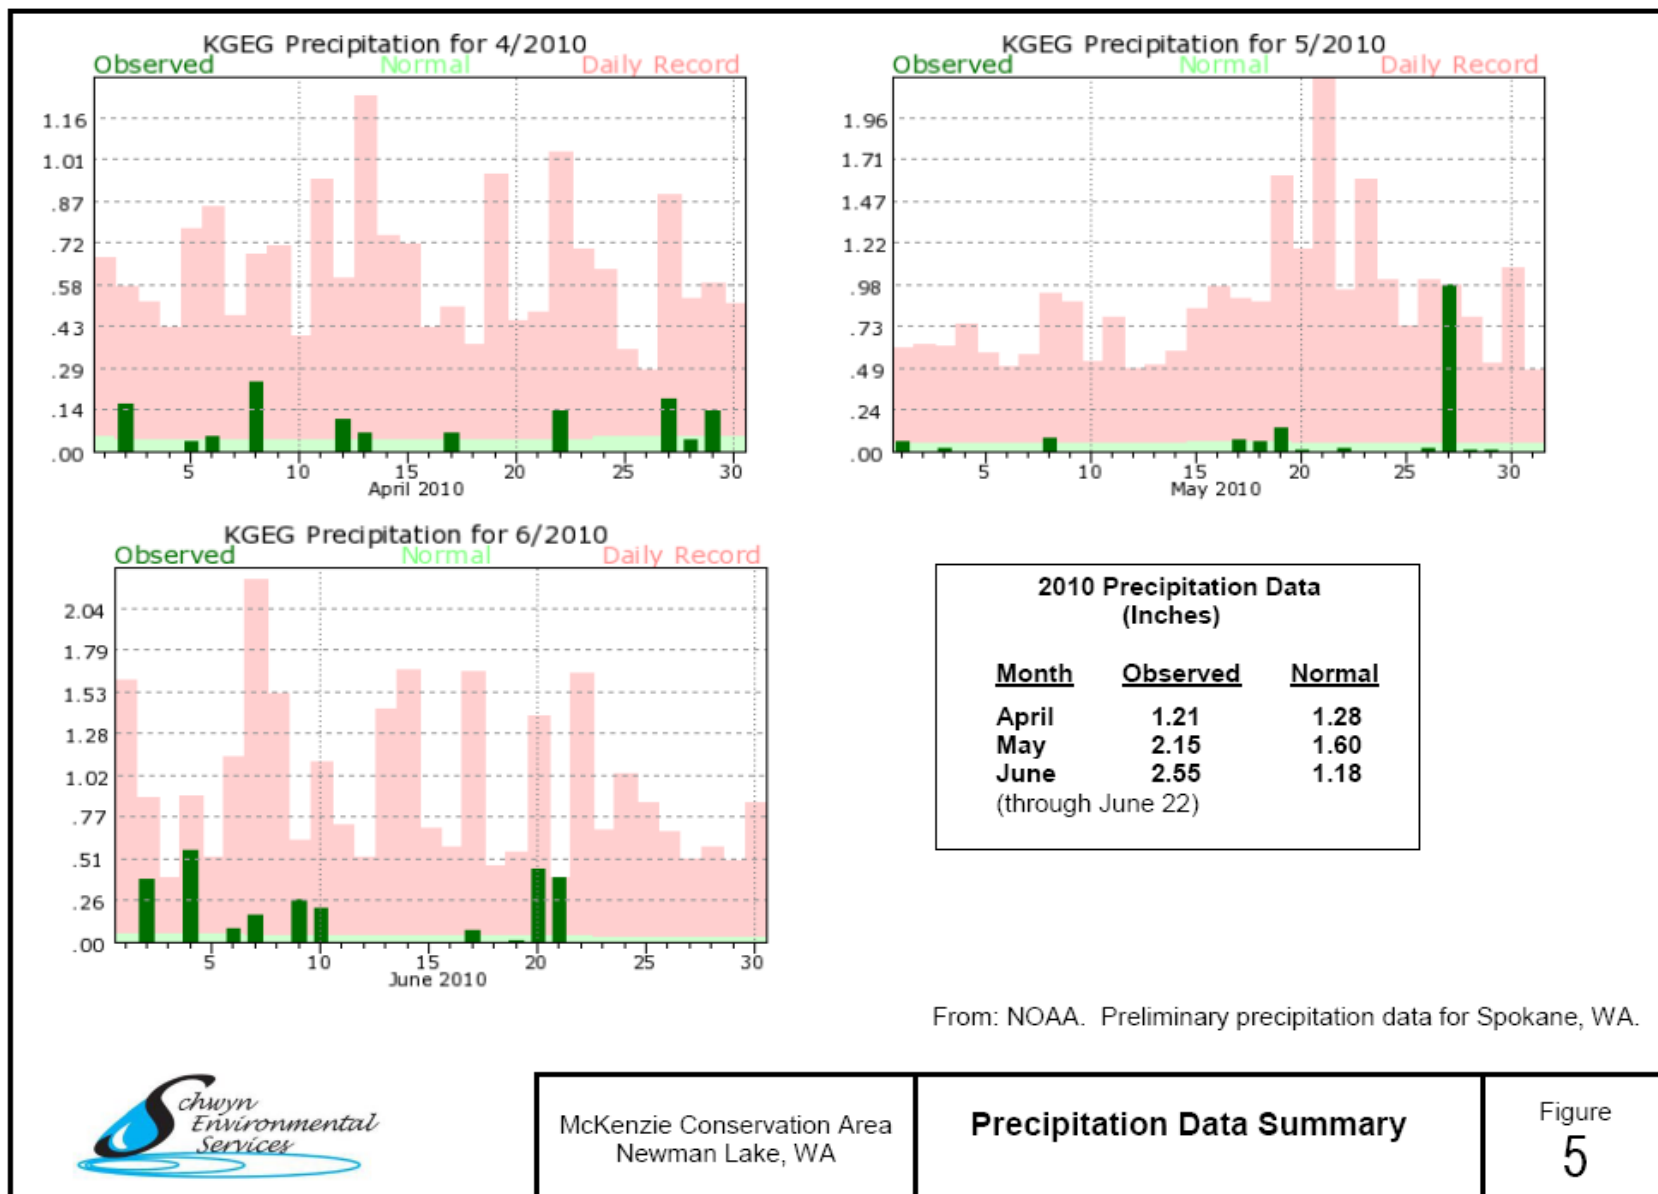 KGEG Precipitation for 4/2010
Observed Normal Daily Record
1.16
1.01
.87
.72
.58
.43
.29
.14
.00
5 10 15 20 25 30
April 2010
KGEG Precipitation for 5/2010
Observed Normal Daily Record
1.96
1.71
1.47
1.22
.98
.73
.49
.24
.00
5 10 15 20 25 30
May 2010
KGEG Precipitation for 6/2010
Observed Normal Daily Record
2.04
1.79
1.53
1.28
1.02
.77
.51
.26
.00
5 10 15 20 25 30
June 2010
2010 Precipitation Data
(Inches)
Month Observed Normal
April 1.21 1.28
May 2.15 1.60
June 2.55 1.18
(through June 22)
From: NOAA. Preliminary precipitation data for Spokane, WA.
Schwyn
Environmental
Services
McKenzie Conservation Area
Newman Lake, WA
Precipitation Data Summary
Figure
5